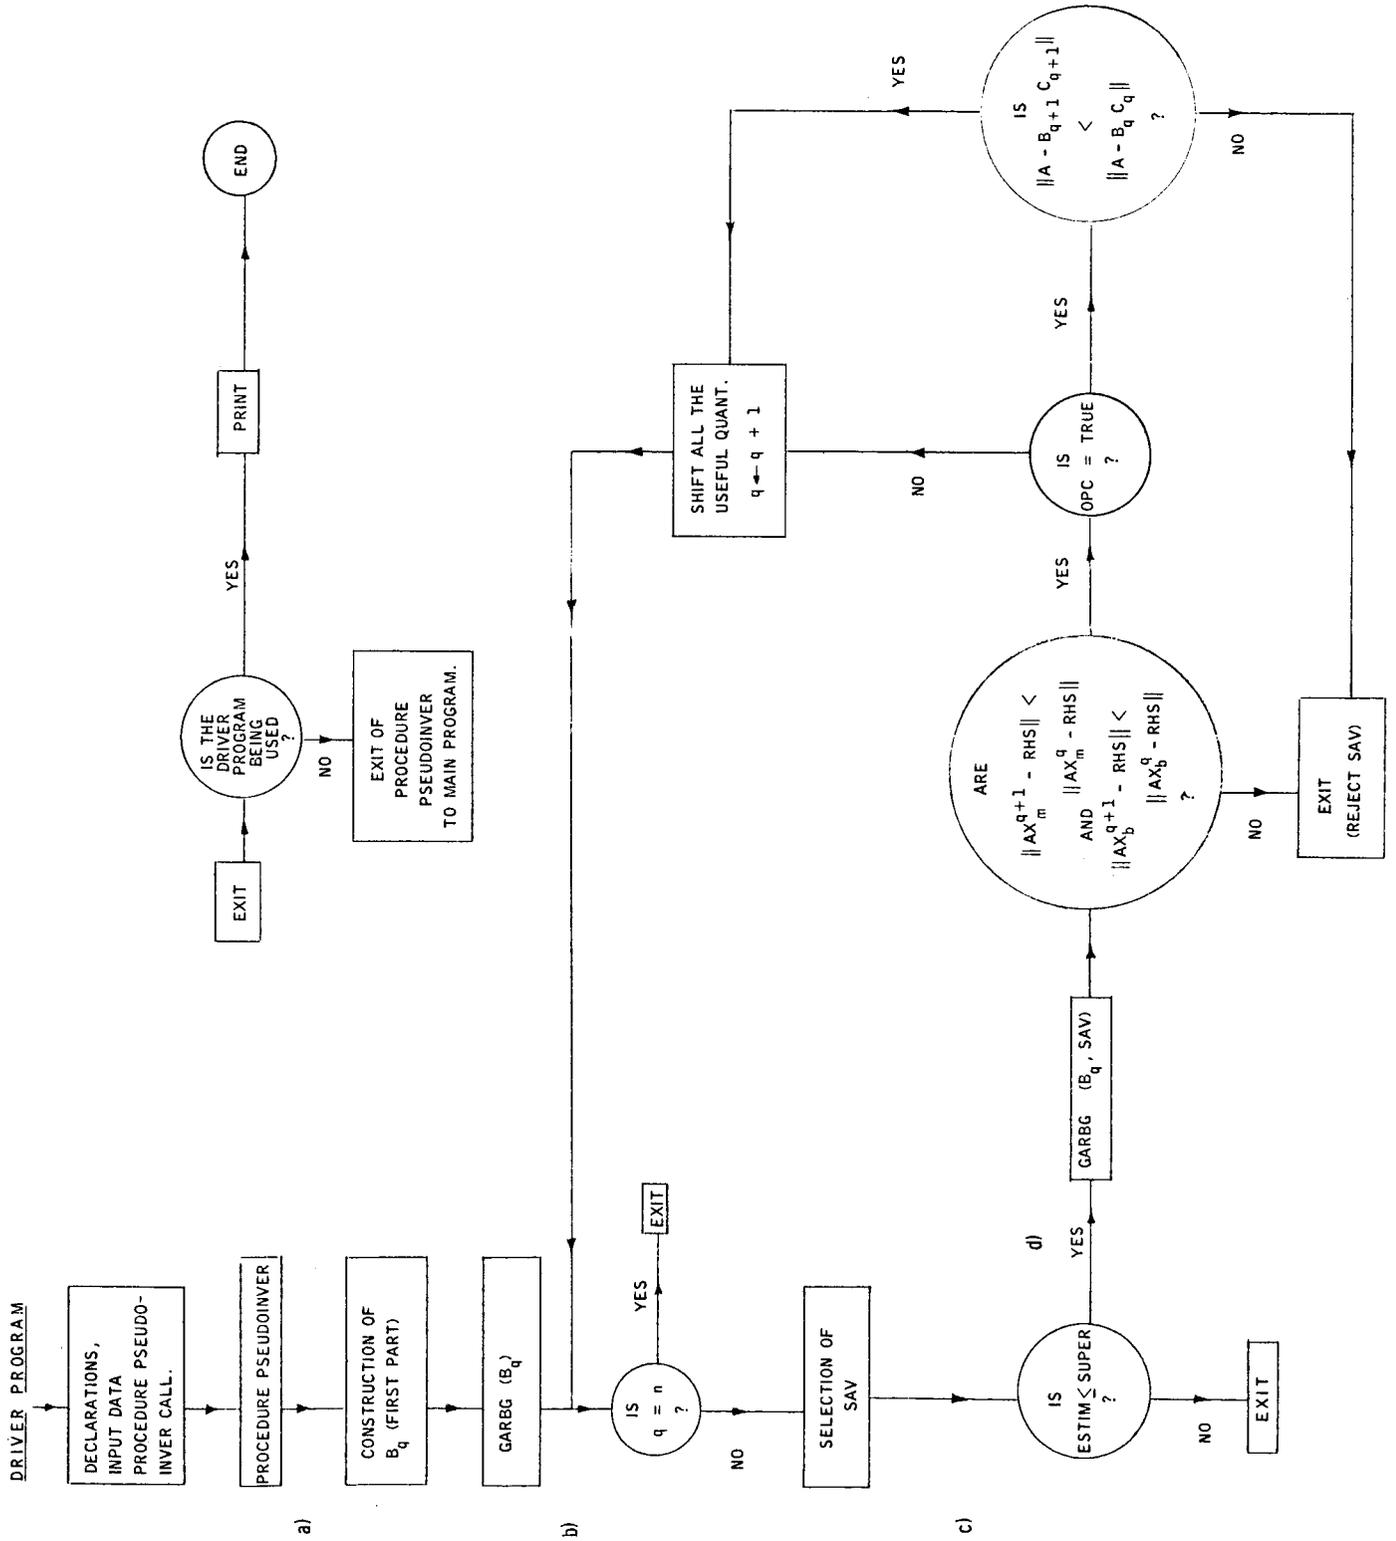 DRIVER PROGRAM
DECLARATIONS,
INPUT DATA
PROCEDURE PSEUDO-
INVER CALL.
a)
PROCEDURE PSEUDOINVER
CONSTRUCTION OF
B_q (FIRST PART)
GARBG (B_q)
b)
IS
q = n
?
YES
EXIT
NO
SELECTION OF
SAV
c)
IS
ESTIM ≤ SUPER
?
NO
EXIT
d)
YES
GARBG (B_q, SAV)
ARE
||AX_m^{q+1} - RHS|| <
||AX_m^q - RHS||
AND
||AX_b^{q+1} - RHS|| <
||AX_b^q - RHS||
?
NO
EXIT
(REJECT SAV)
YES
IS
OPC = TRUE
?
NO
SHIFT ALL THE
USEFUL QUANT.
q ← q + 1
YES
IS
||A - B_{q+1} C_{q+1}||
<
||A - B_q C_q||
?
YES
NO
EXIT
IS THE
DRIVER
PROGRAM
BEING
USED
?
NO
EXIT OF
PROCEDURE
PSEUDOINVER
TO MAIN PROGRAM.
YES
PRINT
END